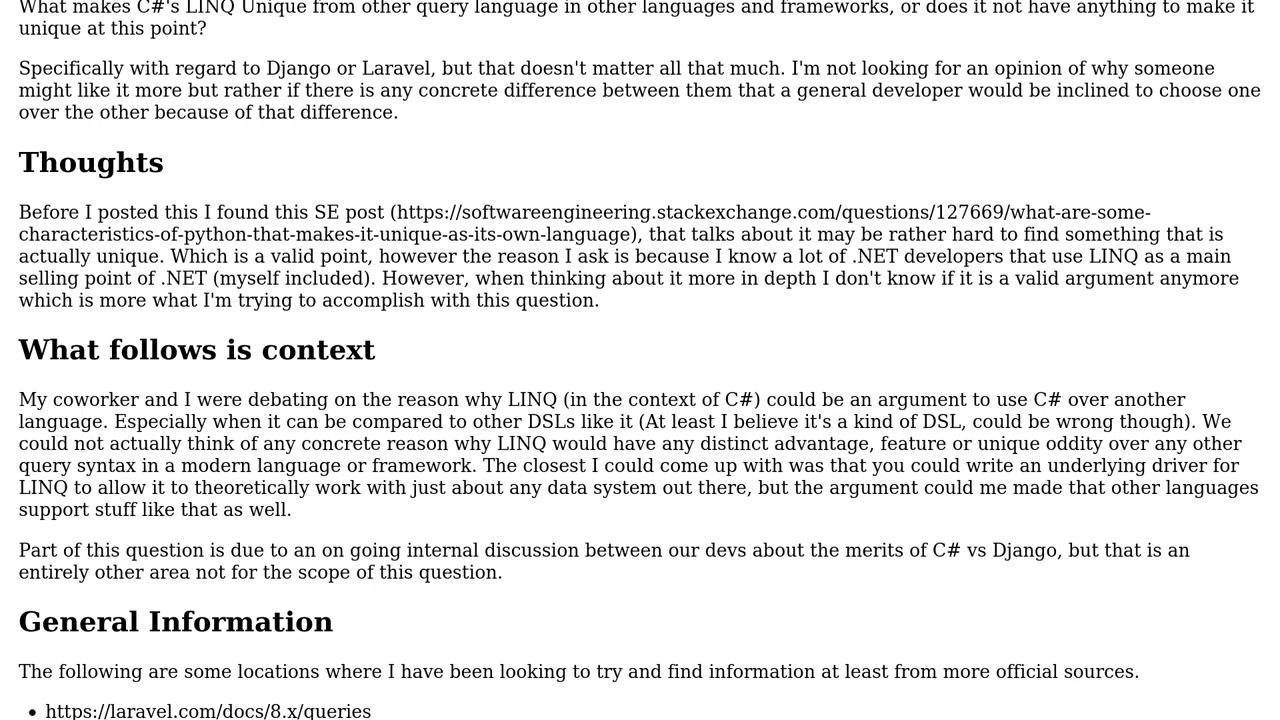 What makes C#'s LINQ Unique from other query language in other languages and frameworks, or does it not have anything to make it
unique at this point?
Specifically with regard to Django or Laravel, but that doesn't matter all that much. I'm not looking for an opinion of why someone
might like it more but rather if there is any concrete difference between them that a general developer would be inclined to choose one
over the other because of that difference.
Thoughts
Before I posted this I found this SE post (https://softwareengineering.stackexchange.com/questions/127669/what-are-some-
characteristics-of-python-that-makes-it-unique-as-its-own-language), that talks about it may be rather hard to find something that is
actually unique. Which is a valid point, however the reason I ask is because I know a lot of .NET developers that use LINQ as a main
selling point of .NET (myself included). However, when thinking about it more in depth I don't know if it is a valid argument anymore
which is more what I'm trying to accomplish with this question.
What follows is context
My coworker and I were debating on the reason why LINQ (in the context of C#) could be an argument to use C# over another
language. Especially when it can be compared to other DSLs like it (At least I believe it's a kind of DSL, could be wrong though). We
could not actually think of any concrete reason why LINQ would have any distinct advantage, feature or unique oddity over any other
query syntax in a modern language or framework. The closest I could come up with was that you could write an underlying driver for
LINQ to allow it to theoretically work with just about any data system out there, but the argument could me made that other languages
support stuff like that as well.
Part of this question is due to an on going internal discussion between our devs about the merits of C# vs Django, but that is an
entirely other area not for the scope of this question.
General Information
The following are some locations where I have been looking to try and find information at least from more official sources.
• https://laravel.com/docs/8.x/queries